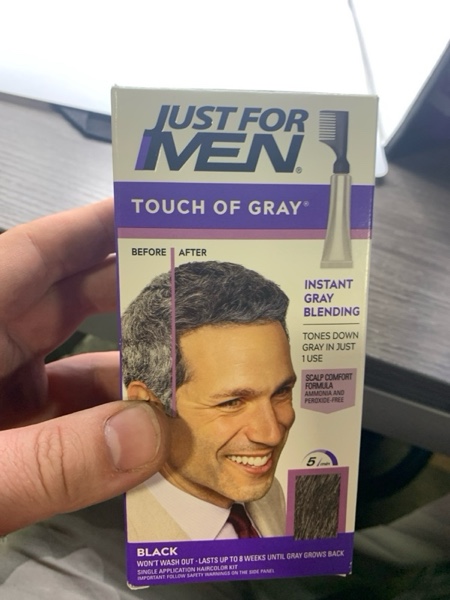 JUST FOR
MEN®
TOUCH OF GRAY®
BEFORE AFTER
INSTANT
GRAY
BLENDING
TONES DOWN
GRAY IN JUST
1 USE
SCALP COMFORT
FORMULA
AMMONIA AND
PEROXIDE-FREE
5
BLACK
WON'T WASH OUT • LASTS UP TO 8 WEEKS UNTIL GRAY GROWS BACK
SINGLE APPLICATION HAIRCOLOR KIT
IMPORTANT: FOLLOW SAFETY WARNINGS ON THE SIDE PANEL